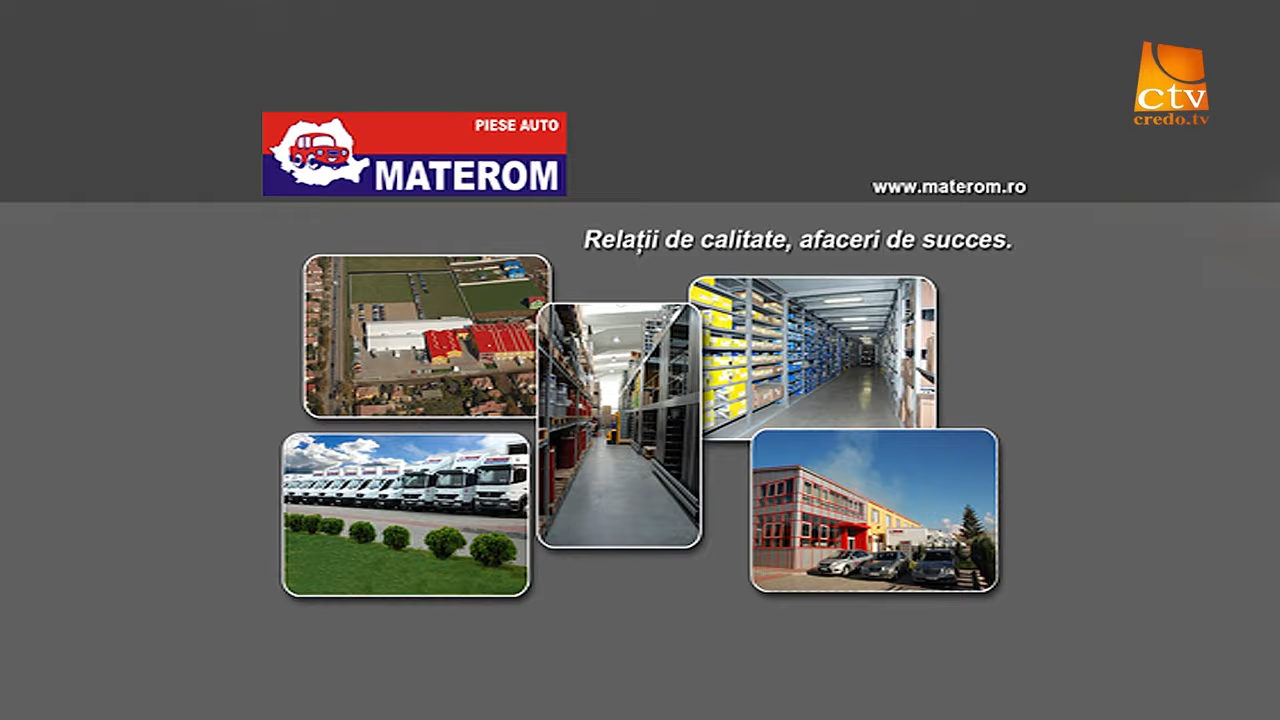 ctv
credo.tv
PIESE AUTO
MATEROM
www.materom.ro
Relații de calitate, afaceri de succes.